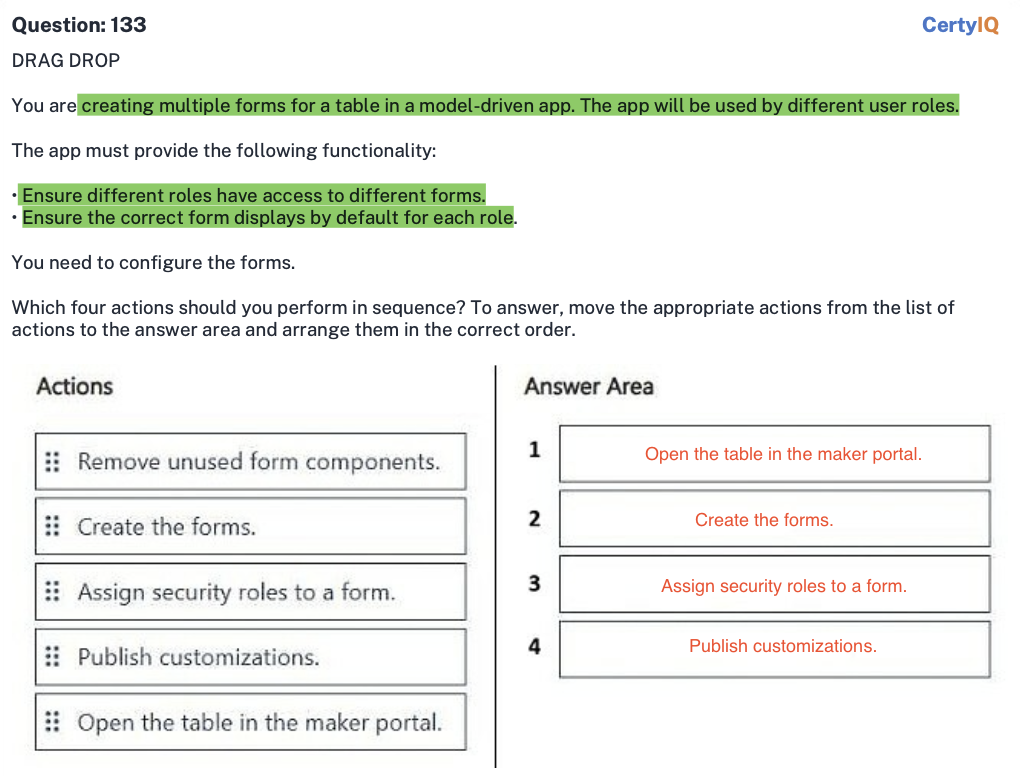 Question: 133
CertyIQ
DRAG DROP
You are creating multiple forms for a table in a model-driven app. The app will be used by different user roles.
The app must provide the following functionality:
• Ensure different roles have access to different forms.
• Ensure the correct form displays by default for each role.
You need to configure the forms.
Which four actions should you perform in sequence? To answer, move the appropriate actions from the list of
actions to the answer area and arrange them in the correct order.
Actions
Remove unused form components.
Create the forms.
Assign security roles to a form.
Publish customizations.
Open the table in the maker portal.
Answer Area
1 Open the table in the maker portal.
2 Create the forms.
3 Assign security roles to a form.
4 Publish customizations.